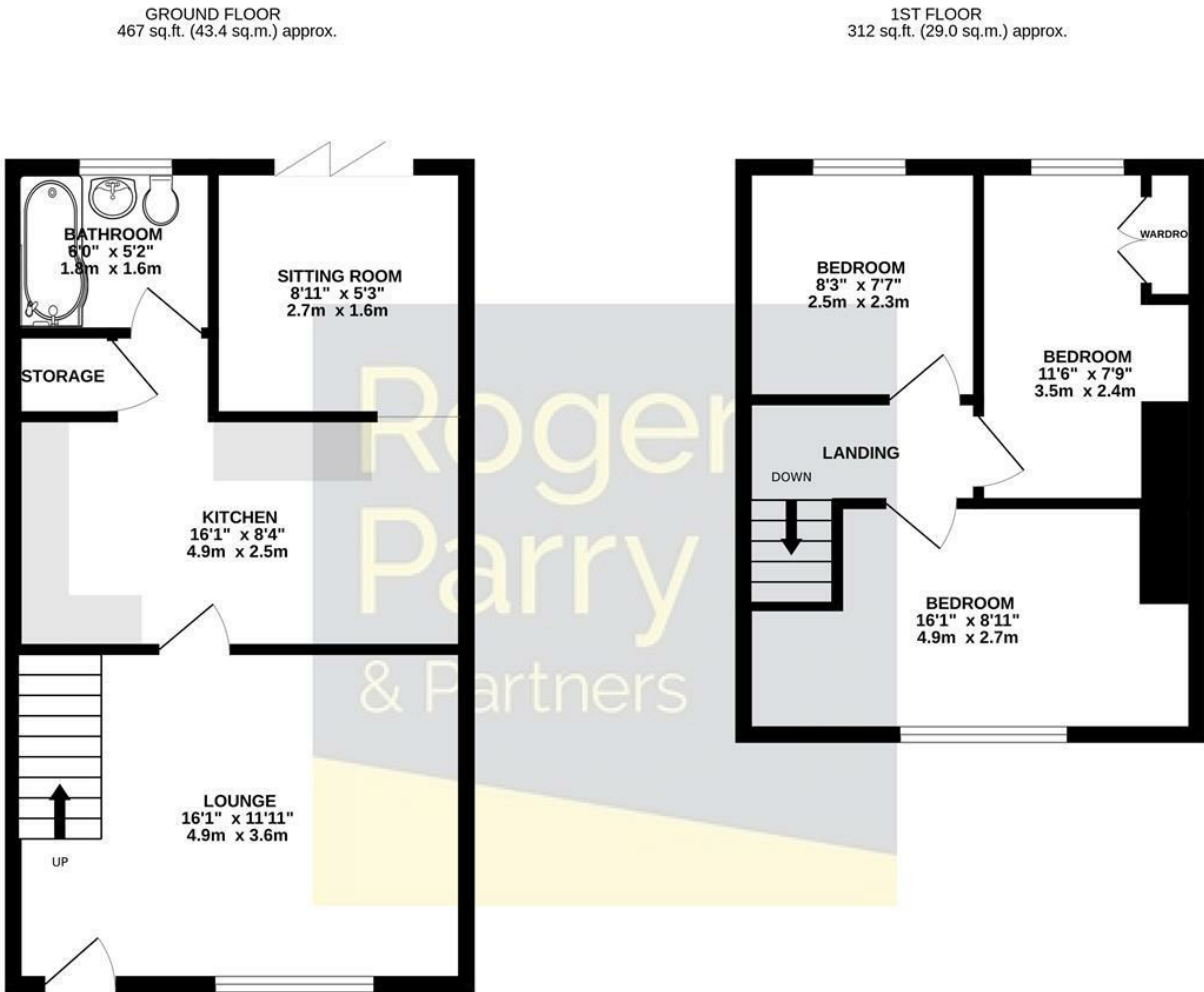 GROUND FLOOR
467 sq.ft. (43.4 sq.m.) approx.
BATHROOM
6'0" x 5'2"
1.8m x 1.6m
SITTING ROOM
8'11" x 5'3"
2.7m x 1.6m
STORAGE
KITCHEN
16'1" x 8'4"
4.9m x 2.5m
LOUNGE
16'1" x 11'11"
4.9m x 3.6m
UP
1ST FLOOR
312 sq.ft. (29.0 sq.m.) approx.
BEDROOM
8'3" x 7'7"
2.5m x 2.3m
WARDRO
BEDROOM
11'6" x 7'9"
3.5m x 2.4m
LANDING
DOWN
BEDROOM
16'1" x 8'11"
4.9m x 2.7m
Roger
Parry
& Partners